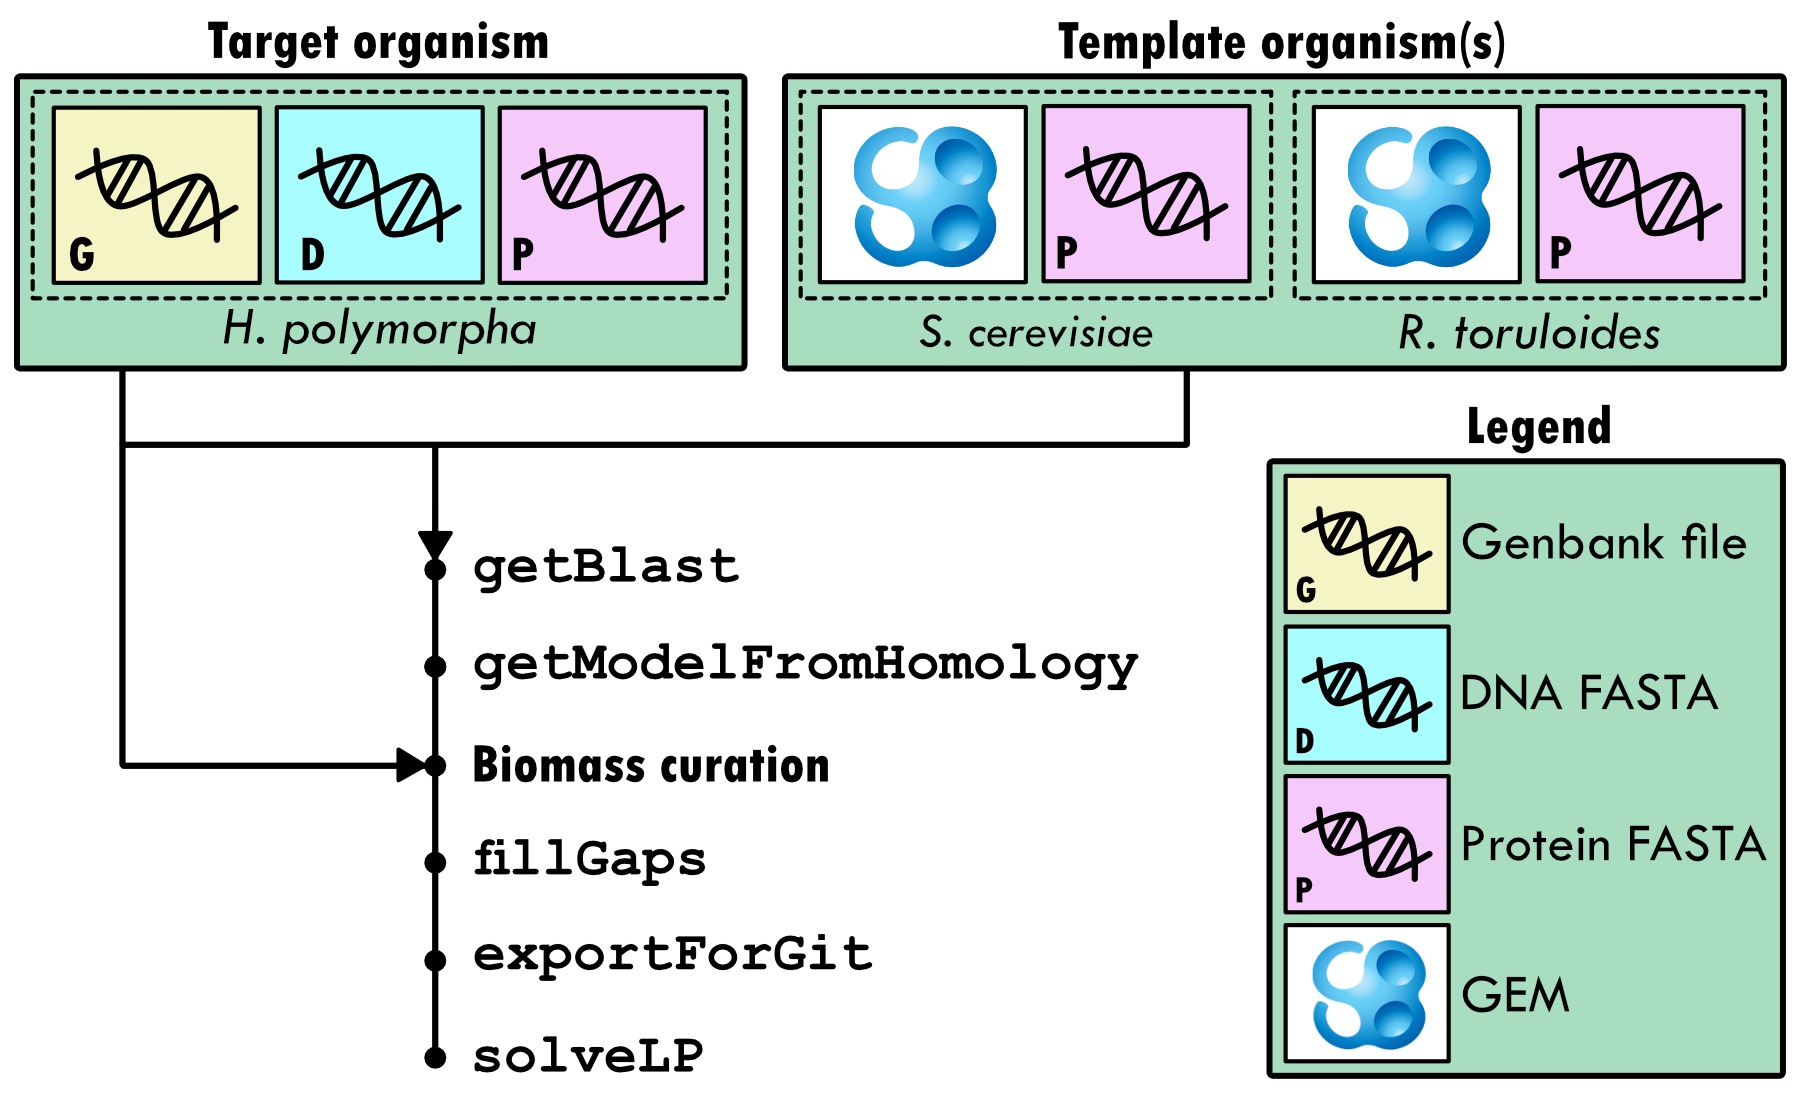 Target organism
Template organism(s)
G
D
P
P
P
H. polymorpha
S. cerevisiae
R. toruloides
getBlast
getModelFromHomology
Biomass curation
fillGaps
exportForGit
solveLP
Legend
G
Genbank file
D
DNA FASTA
P
Protein FASTA
GEM